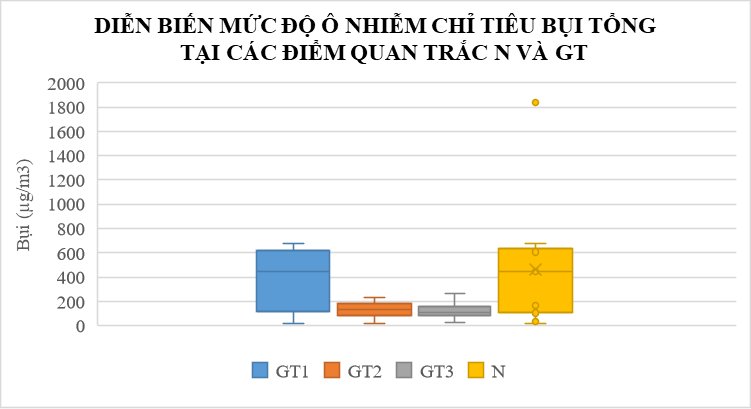 DIỄN BIẾN MỨC ĐỘ Ô NHIỄM CHỈ TIÊU BỤI TỔNG
TẠI CÁC ĐIỂM QUAN TRẮC N VÀ GT
2000
1800
1600
1400
1200
1000
800
600
400
200
0
Bụi (µg/m3)
GT1 GT2 GT3 N